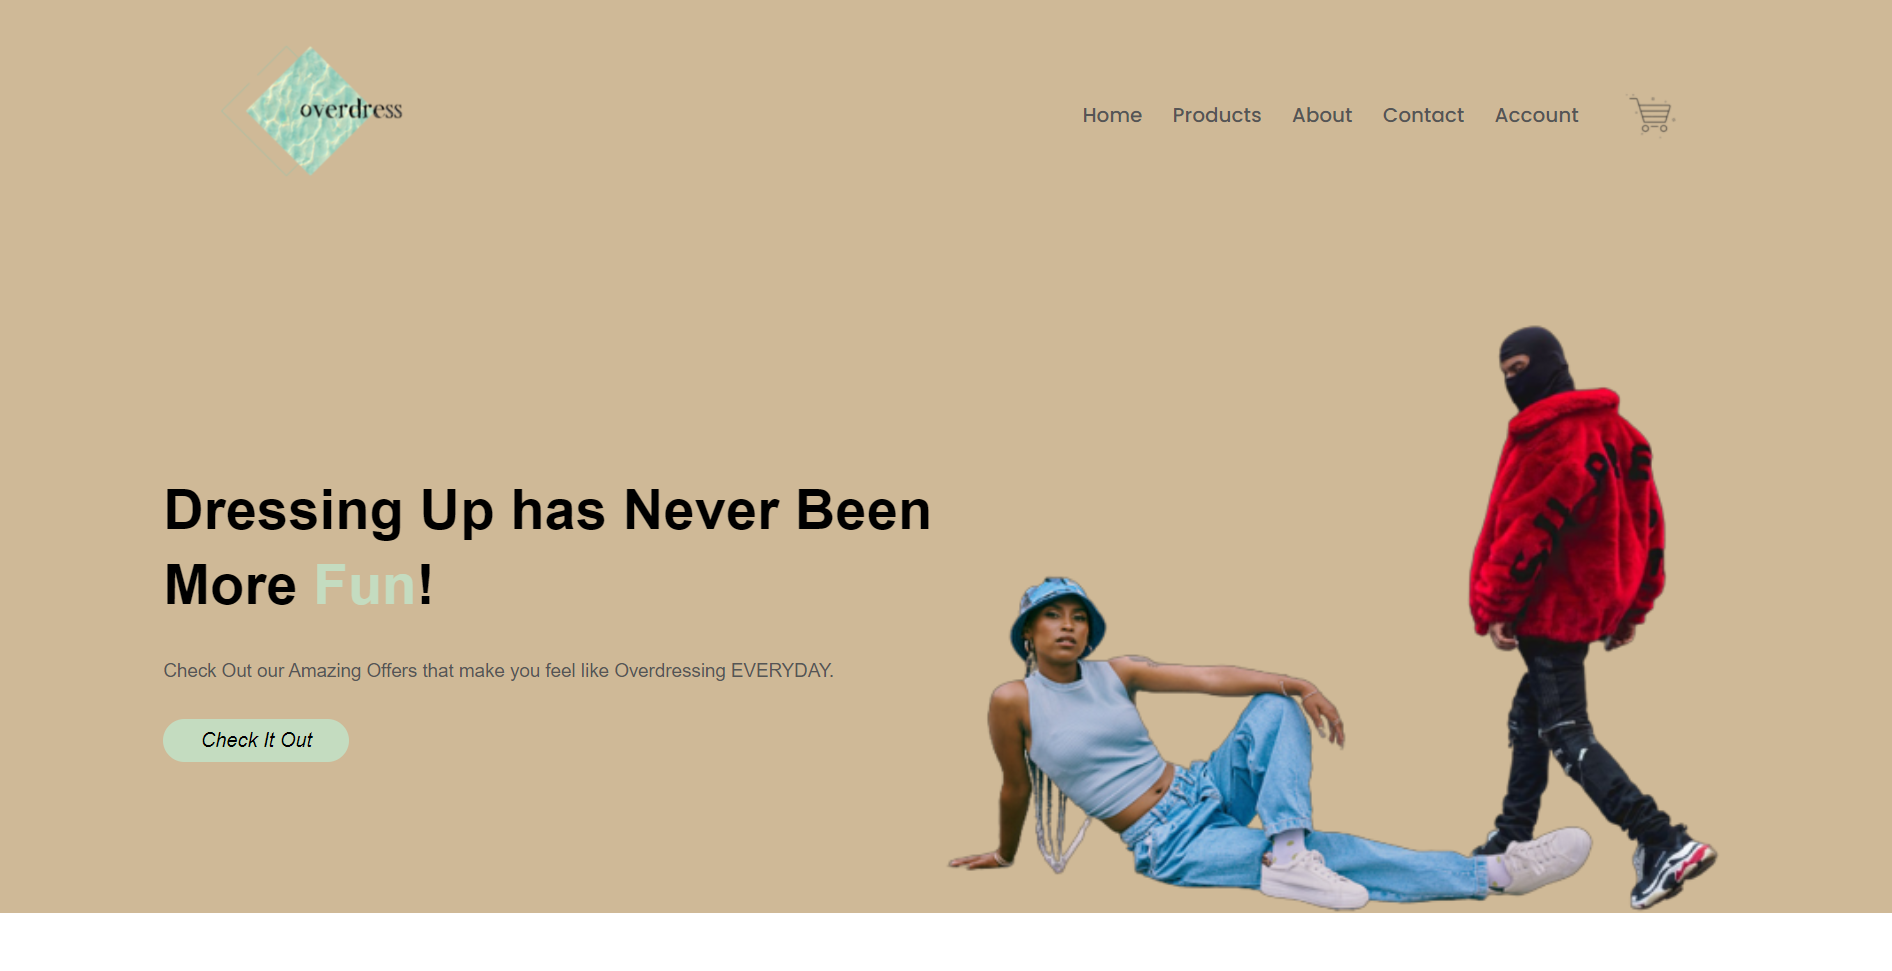 overdress
Home Products About Contact Account
Dressing Up has Never Been
More Fun!
Check Out our Amazing Offers that make you feel like Overdressing EVERYDAY.
Check It Out